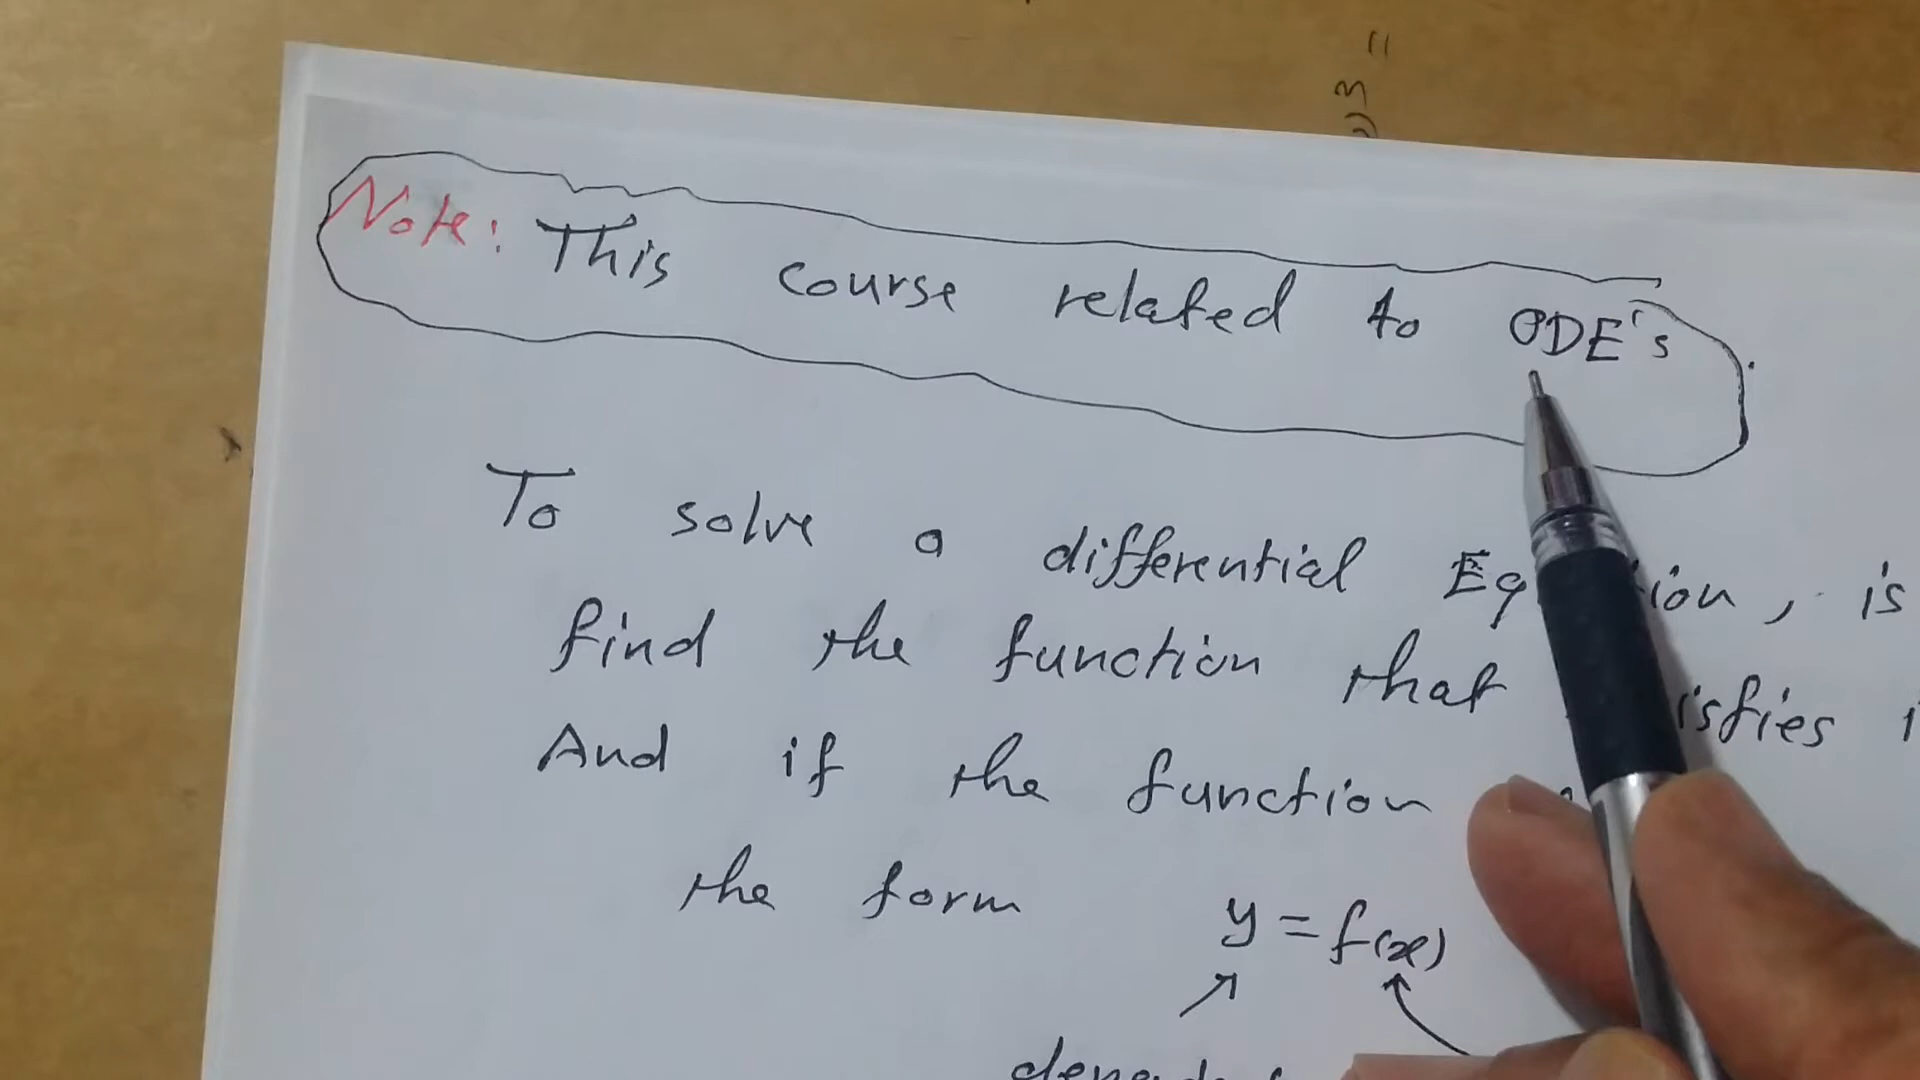 Note: This course related to ODE's
To solve a differential , is
find the function that
And if the function
the form y = f(x)